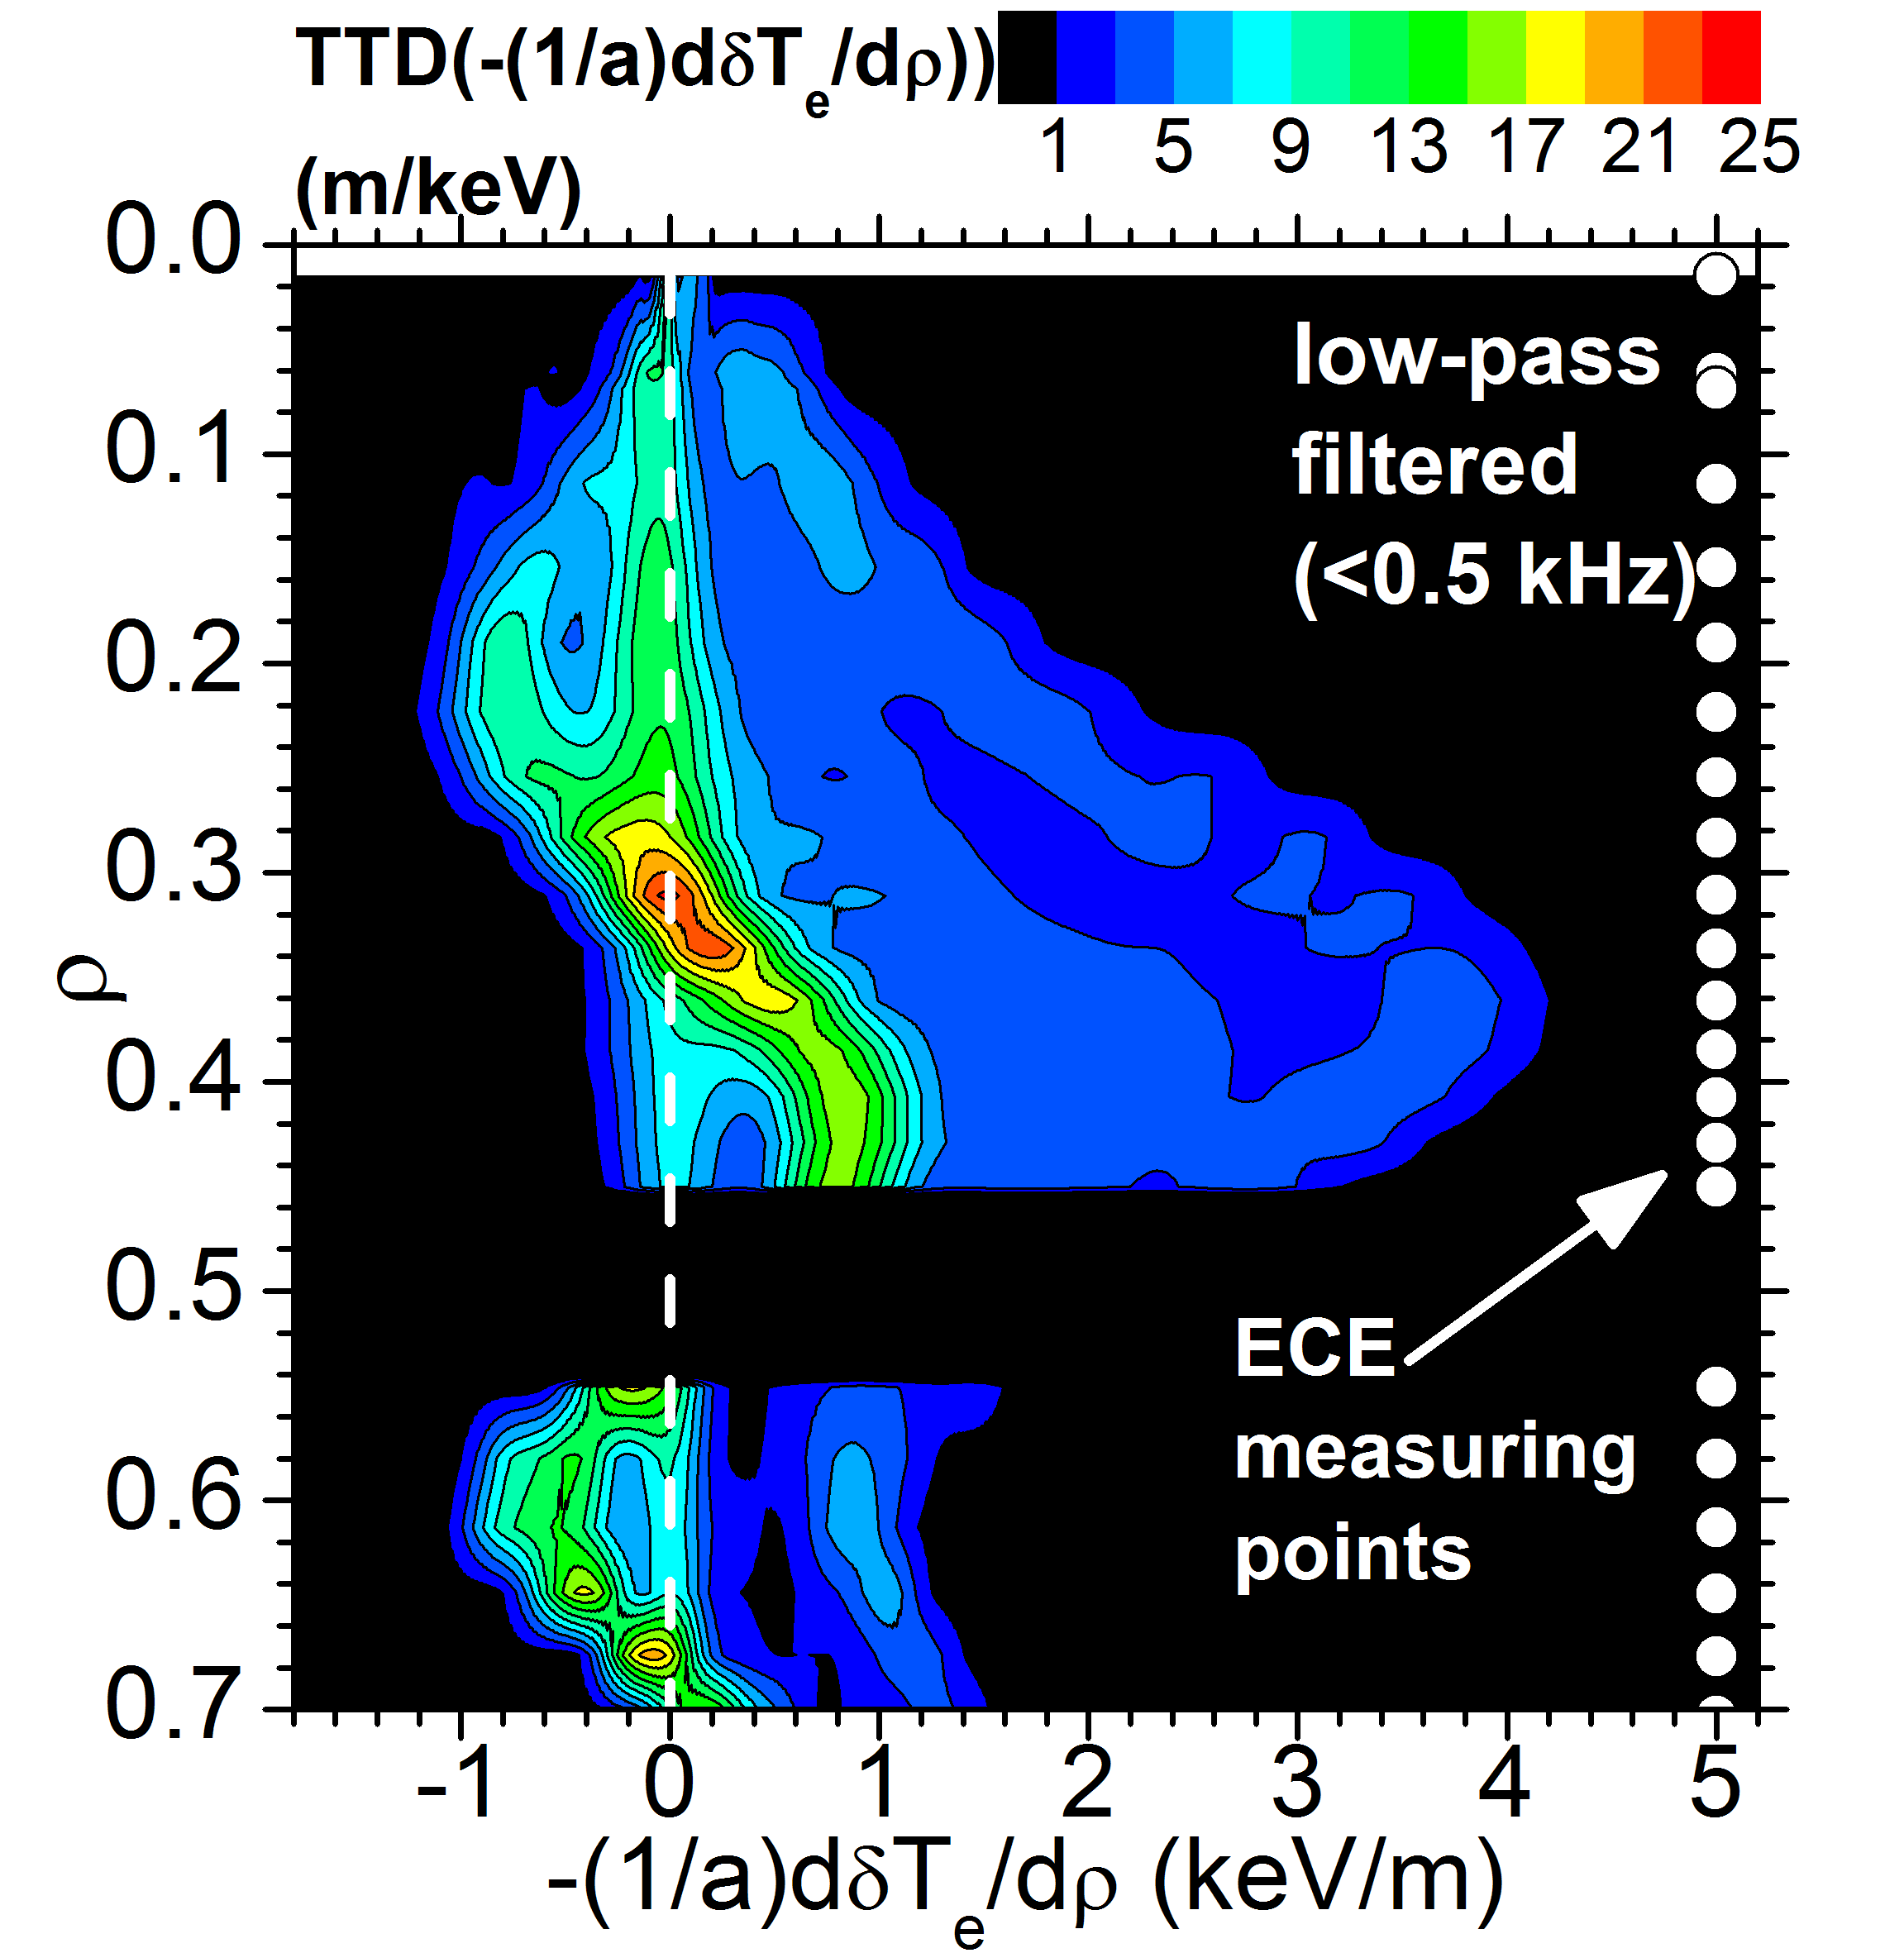 TTD(-(1/a)dδTe/dρ))
1 5 9 13 17 21 25
(m/keV)
0.0
0.1
0.2
0.3
0.4
0.5
0.6
0.7
ρ
low-pass
filtered
(<0.5 kHz)
ECE
measuring
points
-1 0 1 2 3 4 5
-(1/a)dδTe/dρ (keV/m)